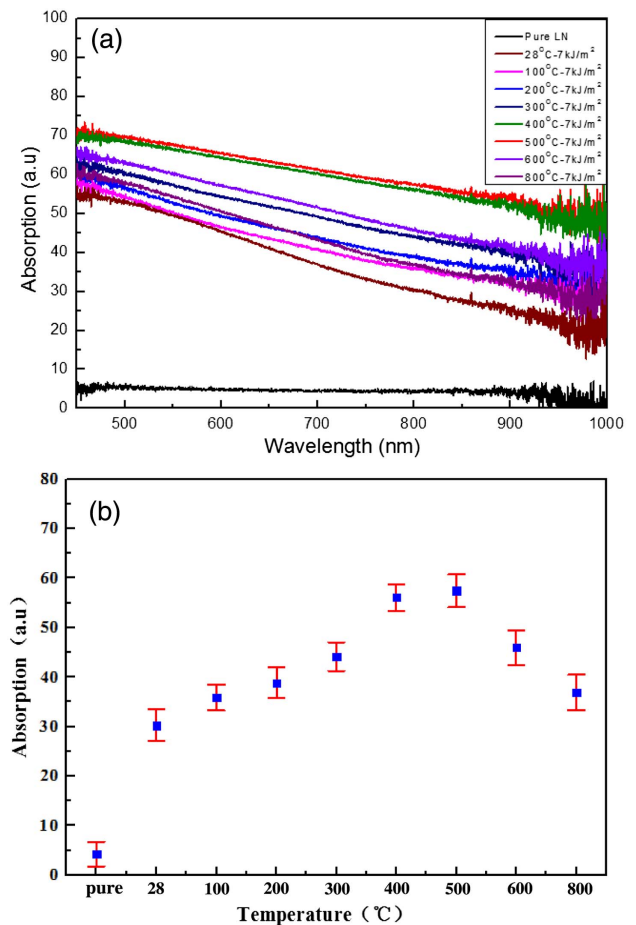 (a)
100
90
80
70
60
50
40
30
20
10
0
Absorption (a.u)
Pure LN
28°C-7kJ/m²
100°C-7kJ/m²
200°C-7kJ/m²
300°C-7kJ/m²
400°C-7kJ/m²
500°C-7kJ/m²
600°C-7kJ/m²
800°C-7kJ/m²
500 600 700 800 900 1000
Wavelength (nm)
(b)
80
70
60
50
40
30
20
10
0
Absorption（a.u）
pure 28 100 200 300 400 500 600 800
Temperature（℃）